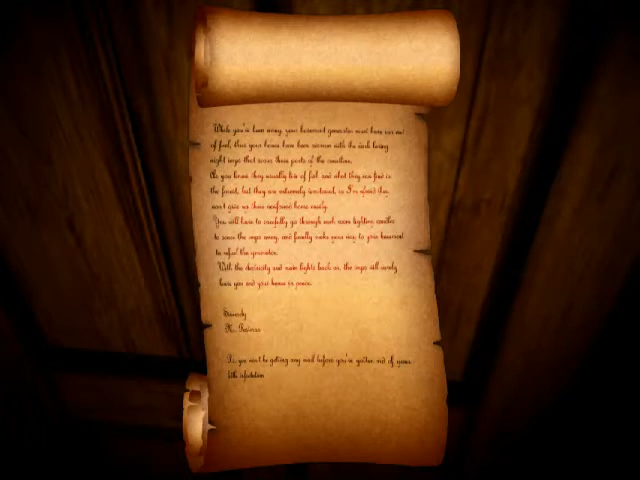 While you've been away, your basement generator must have run out
of fuel, thus your house have been overrun with the dark loving
night imps that roam these parts of the
As you know, they usually live of fish and what they can find in
the forest, but they are extremely territorial, so I'm afraid they
won't give up their newfound home easily.
You will have to carefully go through each room lighting candles
to scare the imps away, and finally make your way to your basement
to refuel the generator.
With the electricity and main lights back on, the imps will surely
leave you and your home in peace.
Sincerely
Mr.
Ps. you won't be getting any mail before you've gotten rid of your
little infestation